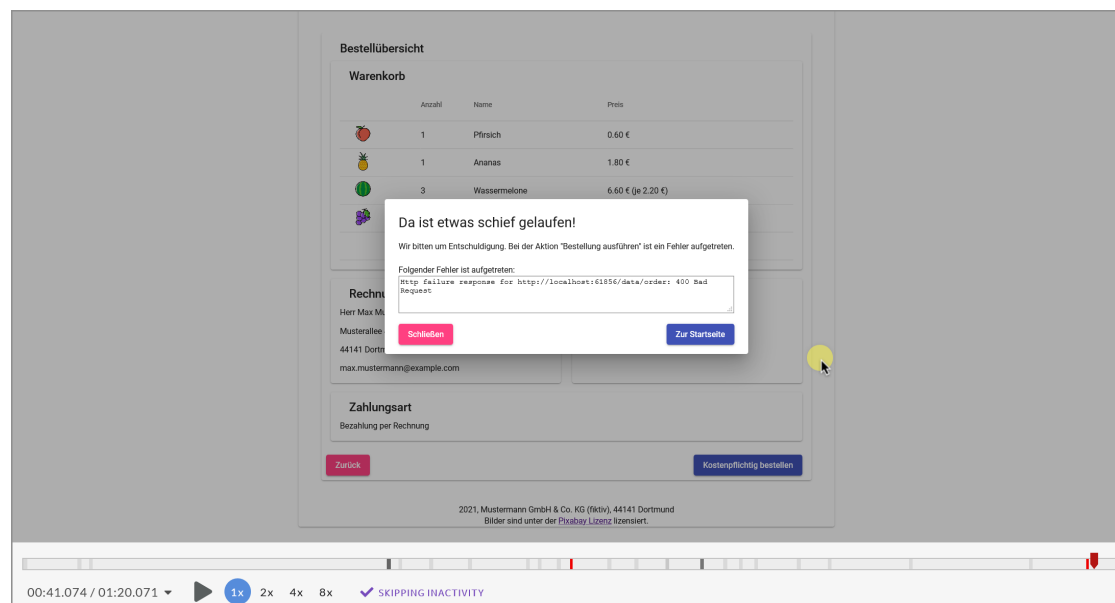 Bestellübersicht
Warenkorb
Anzahl Name Preis
1 Pfirsich 0.60 €
1 Ananas 1.80 €
3 Wassermelone 6.60 € (je 2.20 €)
Da ist etwas schief gelaufen!
Wir bitten um Entschuldigung. Bei der Aktion "Bestellung ausführen" ist ein Fehler aufgetreten.
Folgender Fehler ist aufgetreten:
Http failure response for http://localhost:61856/data/order: 400 Bad
Request
Schließen Zur Startseite
Rechnu
Herr Max Mu
Musterallee
44141 Dortm
max.mustermann@example.com
Zahlungsart
Bezahlung per Rechnung
Zurück Kostenpflichtig bestellen
2021, Mustermann GmbH & Co. KG (fiktiv), 44141 Dortmund
Bilder sind unter der Pixabay Lizenz lizensiert.
00:41.074 / 01:20.071 1x 2x 4x 8x SKIPPING INACTIVITY